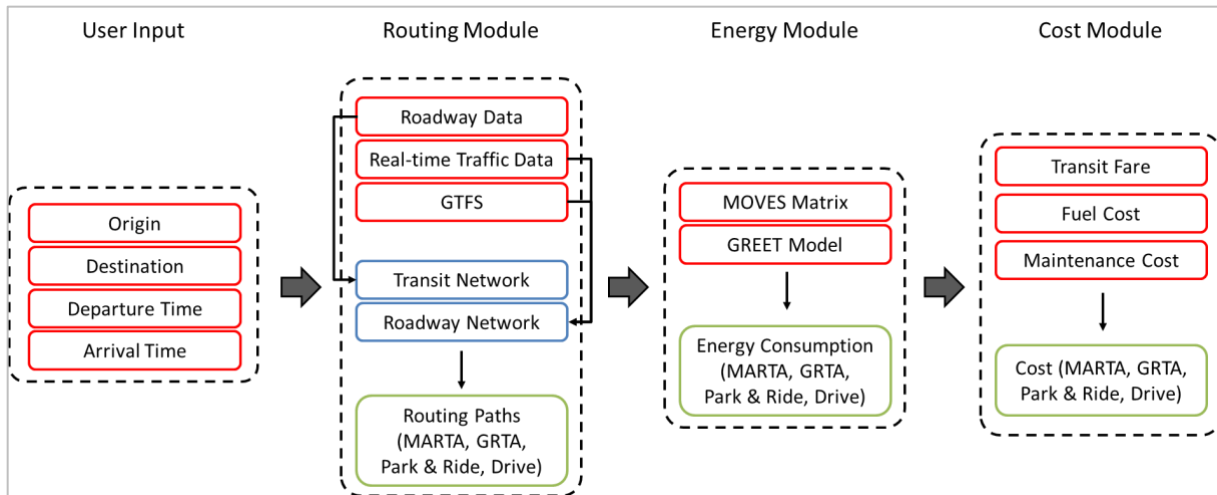 User Input
Routing Module
Energy Module
Cost Module
Origin
Destination
Departure Time
Arrival Time
Roadway Data
Real-time Traffic Data
GTFS
Transit Network
Roadway Network
Routing Paths
(MARTA, GRTA,
Park & Ride, Drive)
MOVES Matrix
GREET Model
Energy Consumption
(MARTA, GRTA,
Park & Ride, Drive)
Transit Fare
Fuel Cost
Maintenance Cost
Cost (MARTA, GRTA,
Park & Ride, Drive)